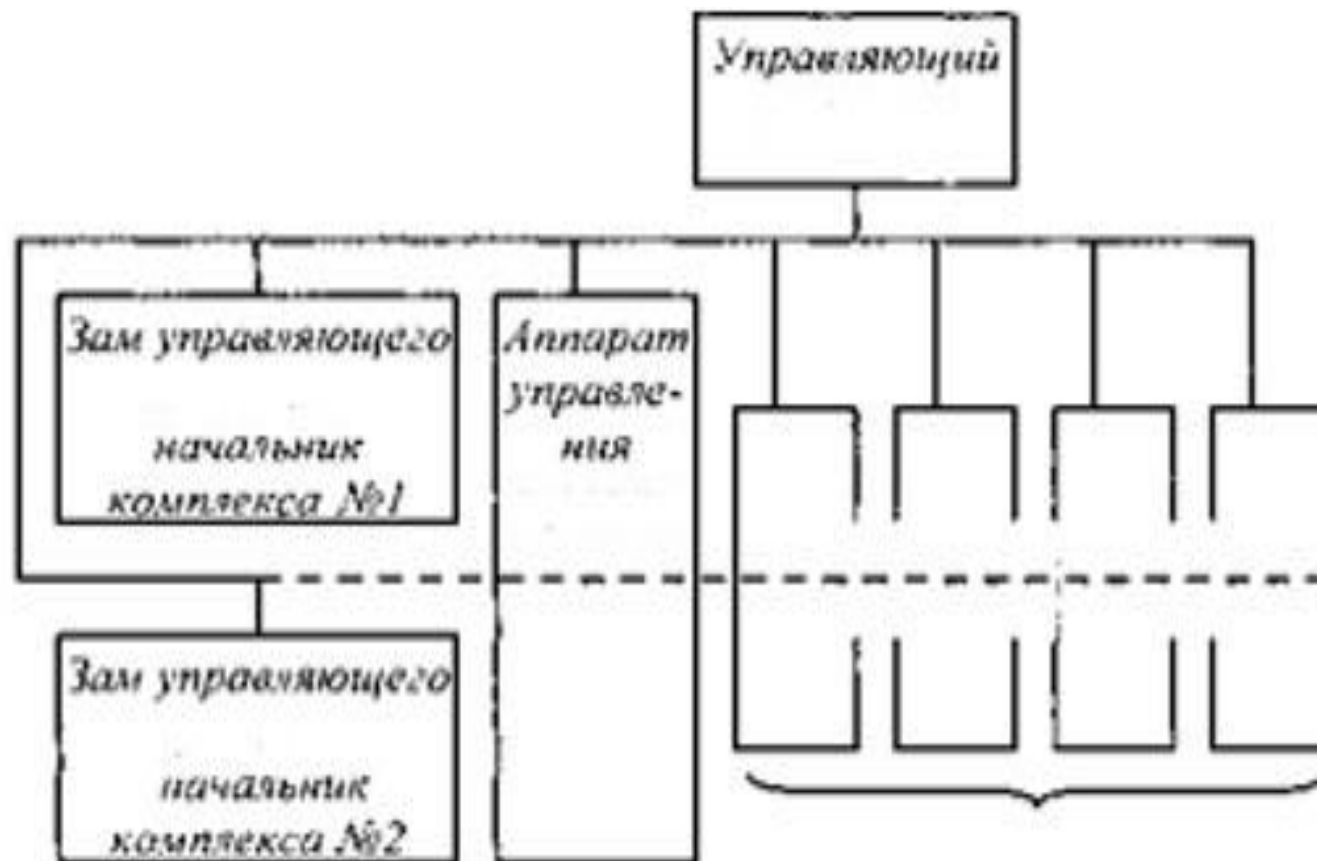 Управляющий
Зам управляющего
начальник
комплекса №1
Аппарат
управле-
ния
Зам управляющего
начальник
комплекса №2